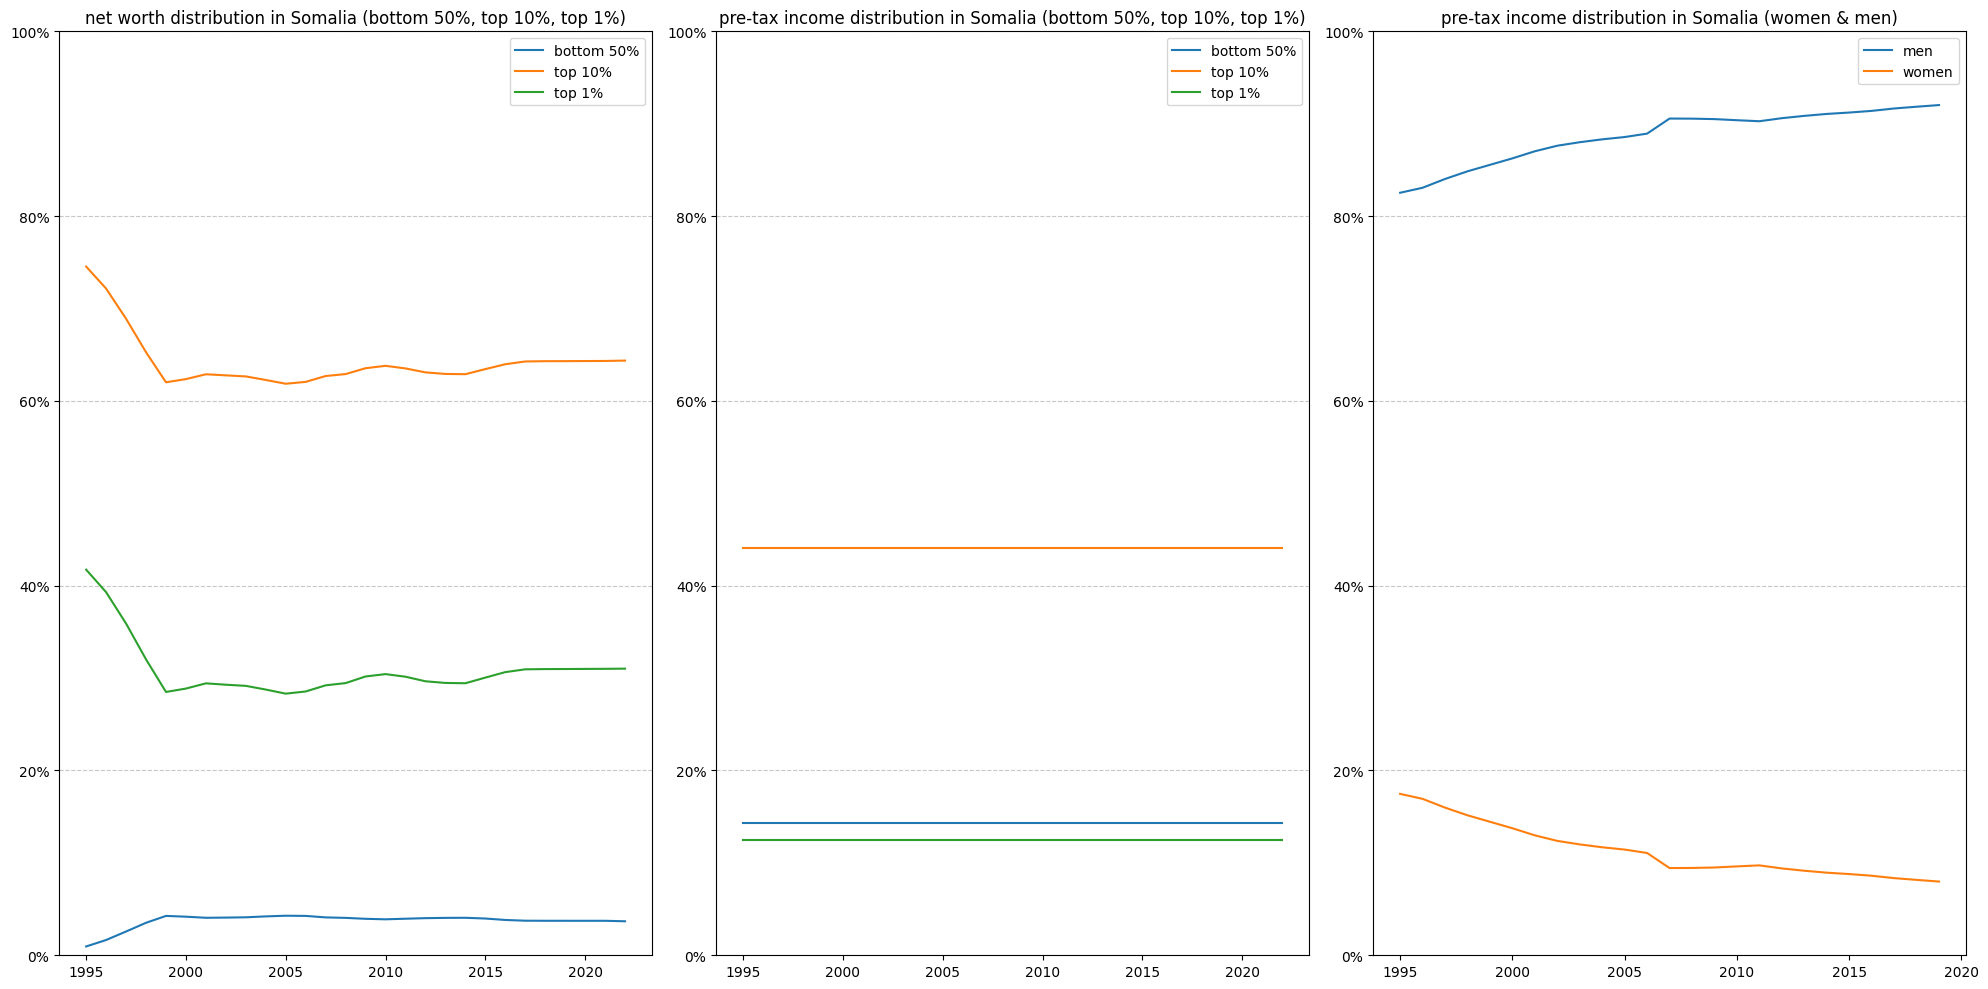 net worth distribution in Somalia (bottom 50%, top 10%, top 1%)
100%
80%
60%
40%
20%
0%
1995 2000 2005 2010 2015 2020
bottom 50%
top 10%
top 1%
pre-tax income distribution in Somalia (bottom 50%, top 10%, top 1%)
100%
80%
60%
40%
20%
0%
1995 2000 2005 2010 2015 2020
bottom 50%
top 10%
top 1%
pre-tax income distribution in Somalia (women & men)
100%
80%
60%
40%
20%
0%
1995 2000 2005 2010 2015 2020
men
women